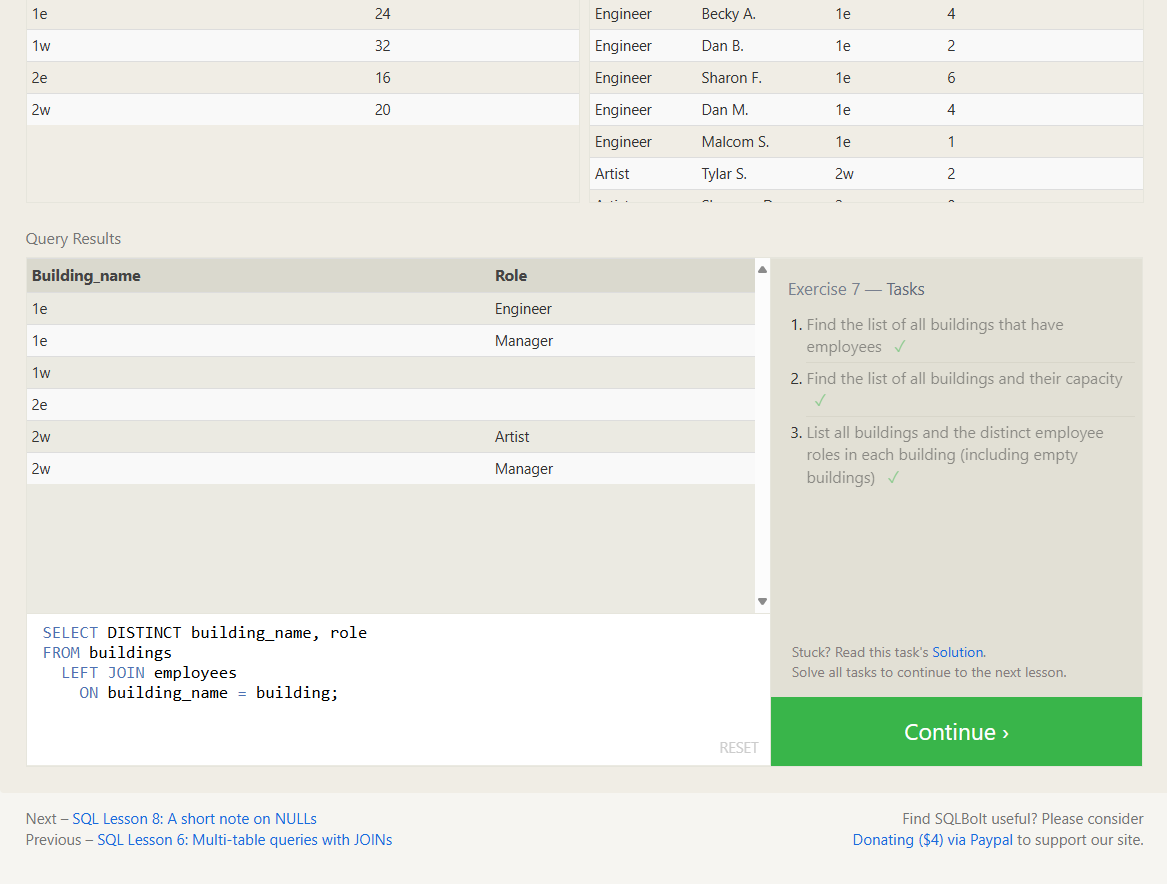 1e 24
1w 32
2e 16
2w 20
Engineer Becky A. 1e 4
Engineer Dan B. 1e 2
Engineer Sharon F. 1e 6
Engineer Dan M. 1e 4
Engineer Malcom S. 1e 1
Artist Tylar S. 2w 2
Query Results
Building_name Role
1e Engineer
1e Manager
1w
2e
2w Artist
2w Manager
SELECT DISTINCT building_name, role
FROM buildings
LEFT JOIN employees
ON building_name = building;
RESET
Exercise 7 — Tasks
1. Find the list of all buildings that have
employees ✓
2. Find the list of all buildings and their capacity
✓
3. List all buildings and the distinct employee
roles in each building (including empty
buildings) ✓
Stuck? Read this task's Solution.
Solve all tasks to continue to the next lesson.
Continue ›
Next – SQL Lesson 8: A short note on NULLs
Previous – SQL Lesson 6: Multi-table queries with JOINs
Find SQLBolt useful? Please consider
Donating ($4) via Paypal to support our site.